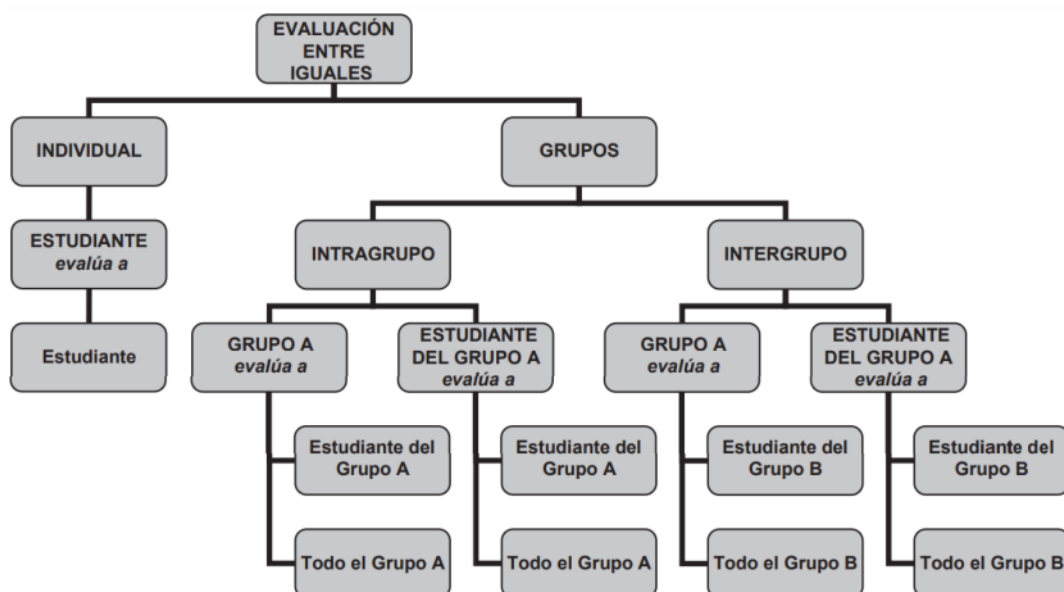 EVALUACIÓN
ENTRE
IGUALES
INDIVIDUAL
GRUPOS
ESTUDIANTE
evalúa a
INTRAGRUPO
INTERGRUPO
Estudiante
GRUPO A
evalúa a
ESTUDIANTE
DEL GRUPO A
evalúa a
GRUPO A
evalúa a
ESTUDIANTE
DEL GRUPO A
evalúa a
Estudiante del
Grupo A
Estudiante del
Grupo A
Estudiante del
Grupo B
Estudiante del
Grupo B
Todo el Grupo A
Todo el Grupo A
Todo el Grupo B
Todo el Grupo B